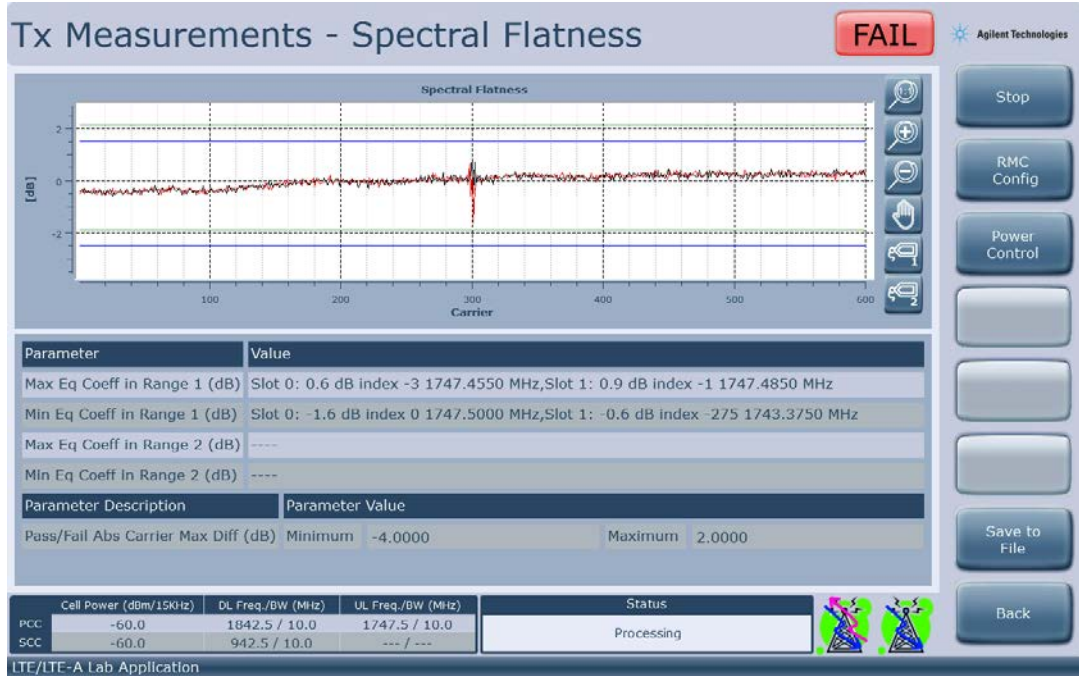 Tx Measurements - Spectral Flatness
FAIL
Agilent Technologies
Spectral Flatness
[dB]
2
0
-2
100 200 300 400 500 600
Carrier
1:1
1
2
Stop
RMC
Config
Power
Control
Save to
File
Back
Parameter Value
Max Eq Coeff in Range 1 (dB) Slot 0: 0.6 dB index -3 1747.4550 MHz,Slot 1: 0.9 dB index -1 1747.4850 MHz
Min Eq Coeff in Range 1 (dB) Slot 0: -1.6 dB index 0 1747.5000 MHz,Slot 1: -0.6 dB index -275 1743.3750 MHz
Max Eq Coeff in Range 2 (dB) ----
Min Eq Coeff in Range 2 (dB) ----
Parameter Description Parameter Value
Pass/Fail Abs Carrier Max Diff (dB) Minimum -4.0000 Maximum 2.0000
Cell Power (dBm/15KHz) DL Freq./BW (MHz) UL Freq./BW (MHz) Status
PCC -60.0 1842.5 / 10.0 1747.5 / 10.0
Processing
SCC -60.0 942.5 / 10.0 --- / ---
LTE/LTE-A Lab Application